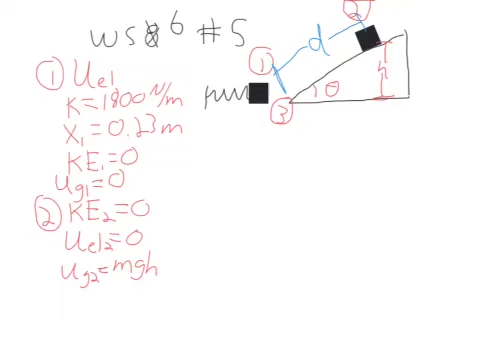 WS 6 #5
① Uel
K=1800 N/m
X₁=0.23m
KE₁=0
Ug₁=0
② KE₂=0
Uel₂=0
Ug₂=mgh
①
②
③
d
θ
h